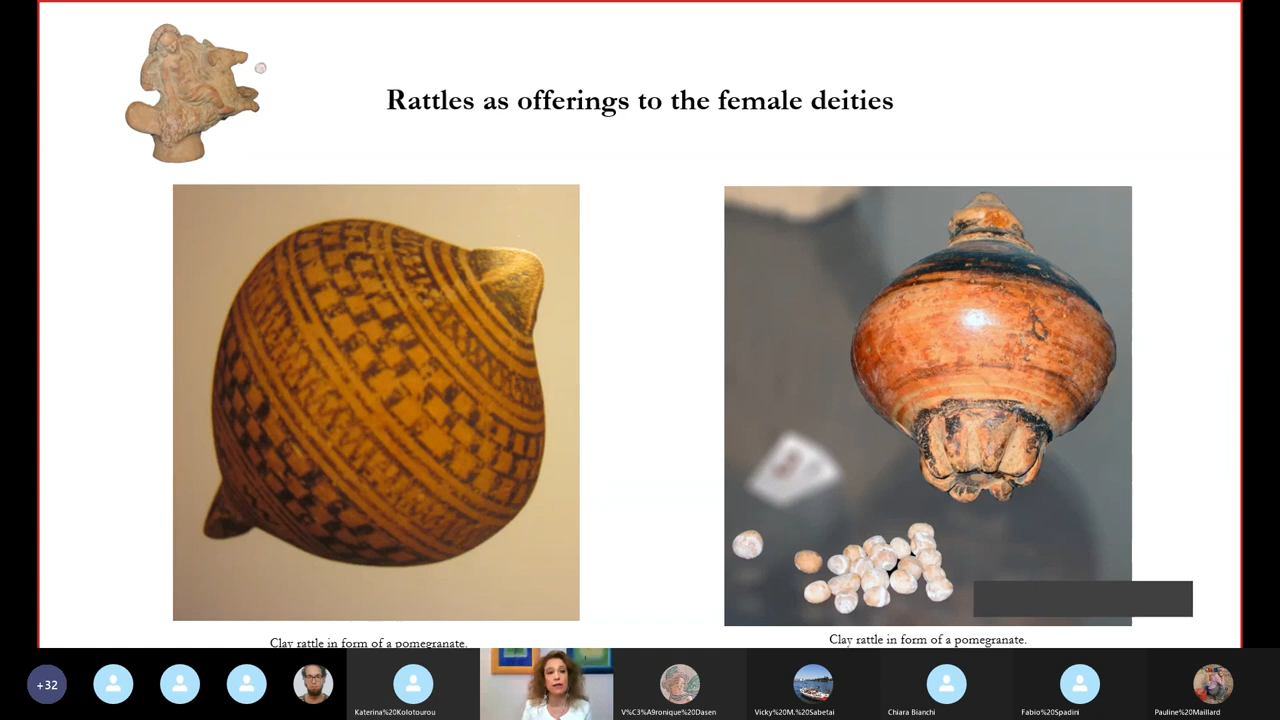 Rattles as offerings to the female deities
Clay rattle in form of a pomegranate.
Clay rattle in form of a pomegranate.
+32
Katerina%20Kolotourou
V%C3%A9ronique%20Dasen
Vicky%20M.%20Sabetai
Chiara Bianchi
Fabio%20Spadini
Pauline%20Maillard